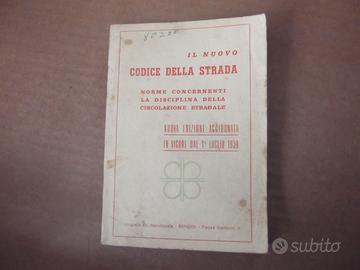 80220
IL NUOVO
CODICE DELLA STRADA
NORME CONCERNENTI
LA DISCIPLINA DELLA
CIRCOLAZIONE STRADALE
NUOVA EDIZIONE AGGIORNATA
IN VIGORE DAL 1° LUGLIO 1959
subito